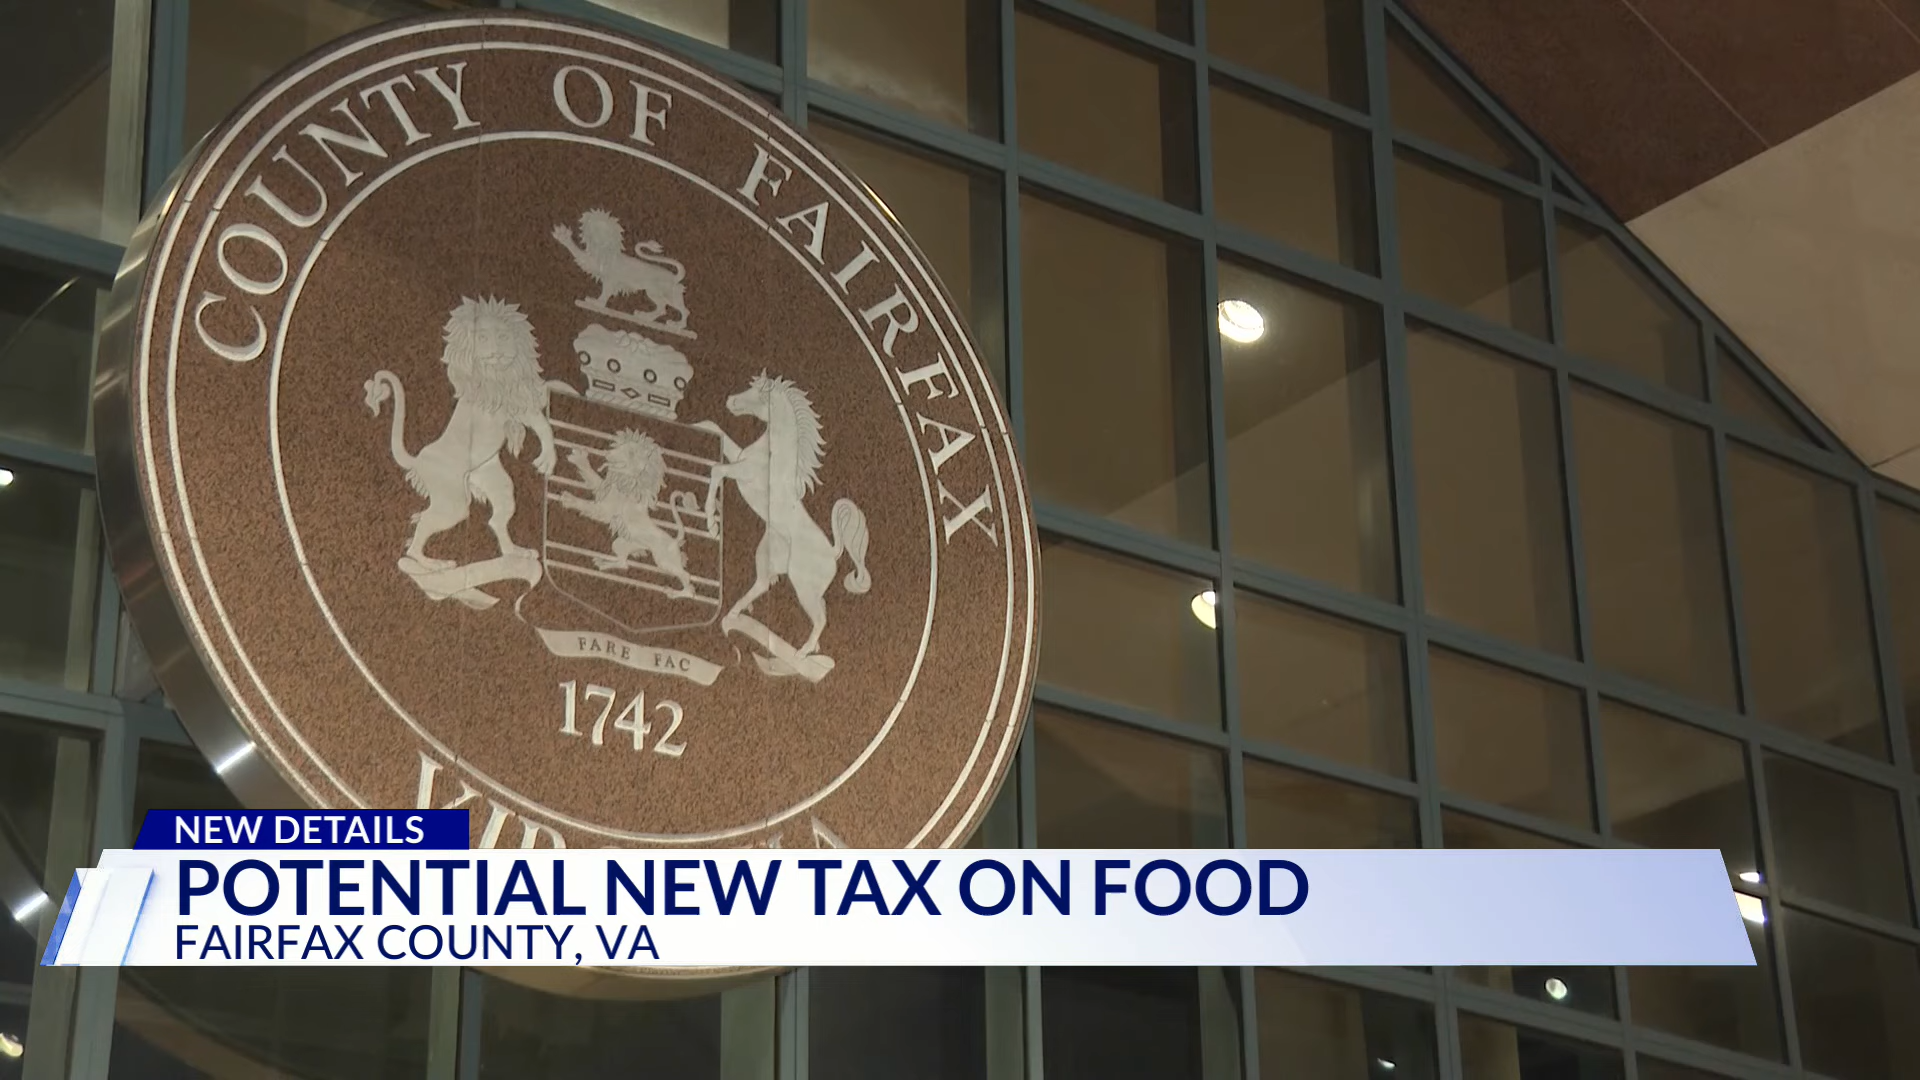 COUNTY OF FAIRFAX
FARE FAC
1742
NEW DETAILS
POTENTIAL NEW TAX ON FOOD
FAIRFAX COUNTY, VA